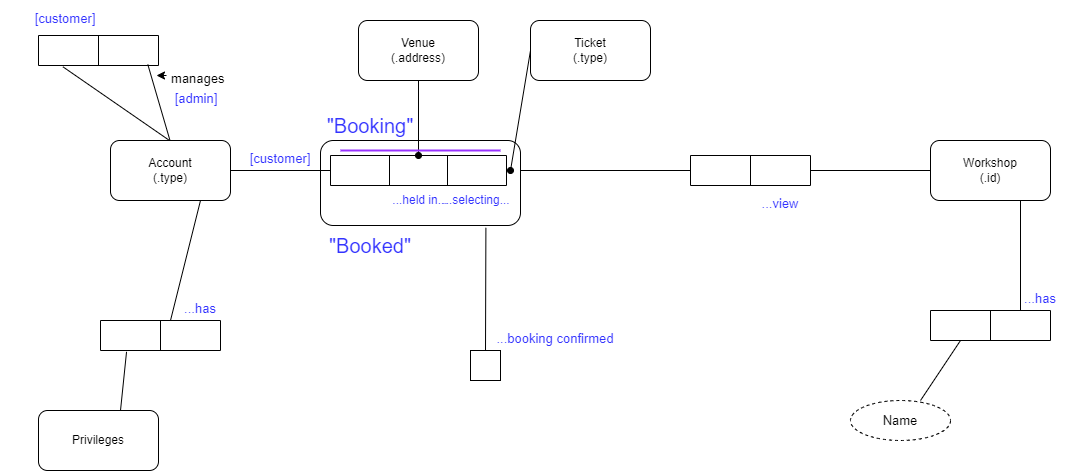 [customer]
manages
[admin]
Venue
(.address)
Ticket
(.type)
"Booking"
Account
(.type)
[customer]
...held in.....selecting...
"Booked"
...view
Workshop
(.id)
...has
...has
...booking confirmed
Privileges
Name